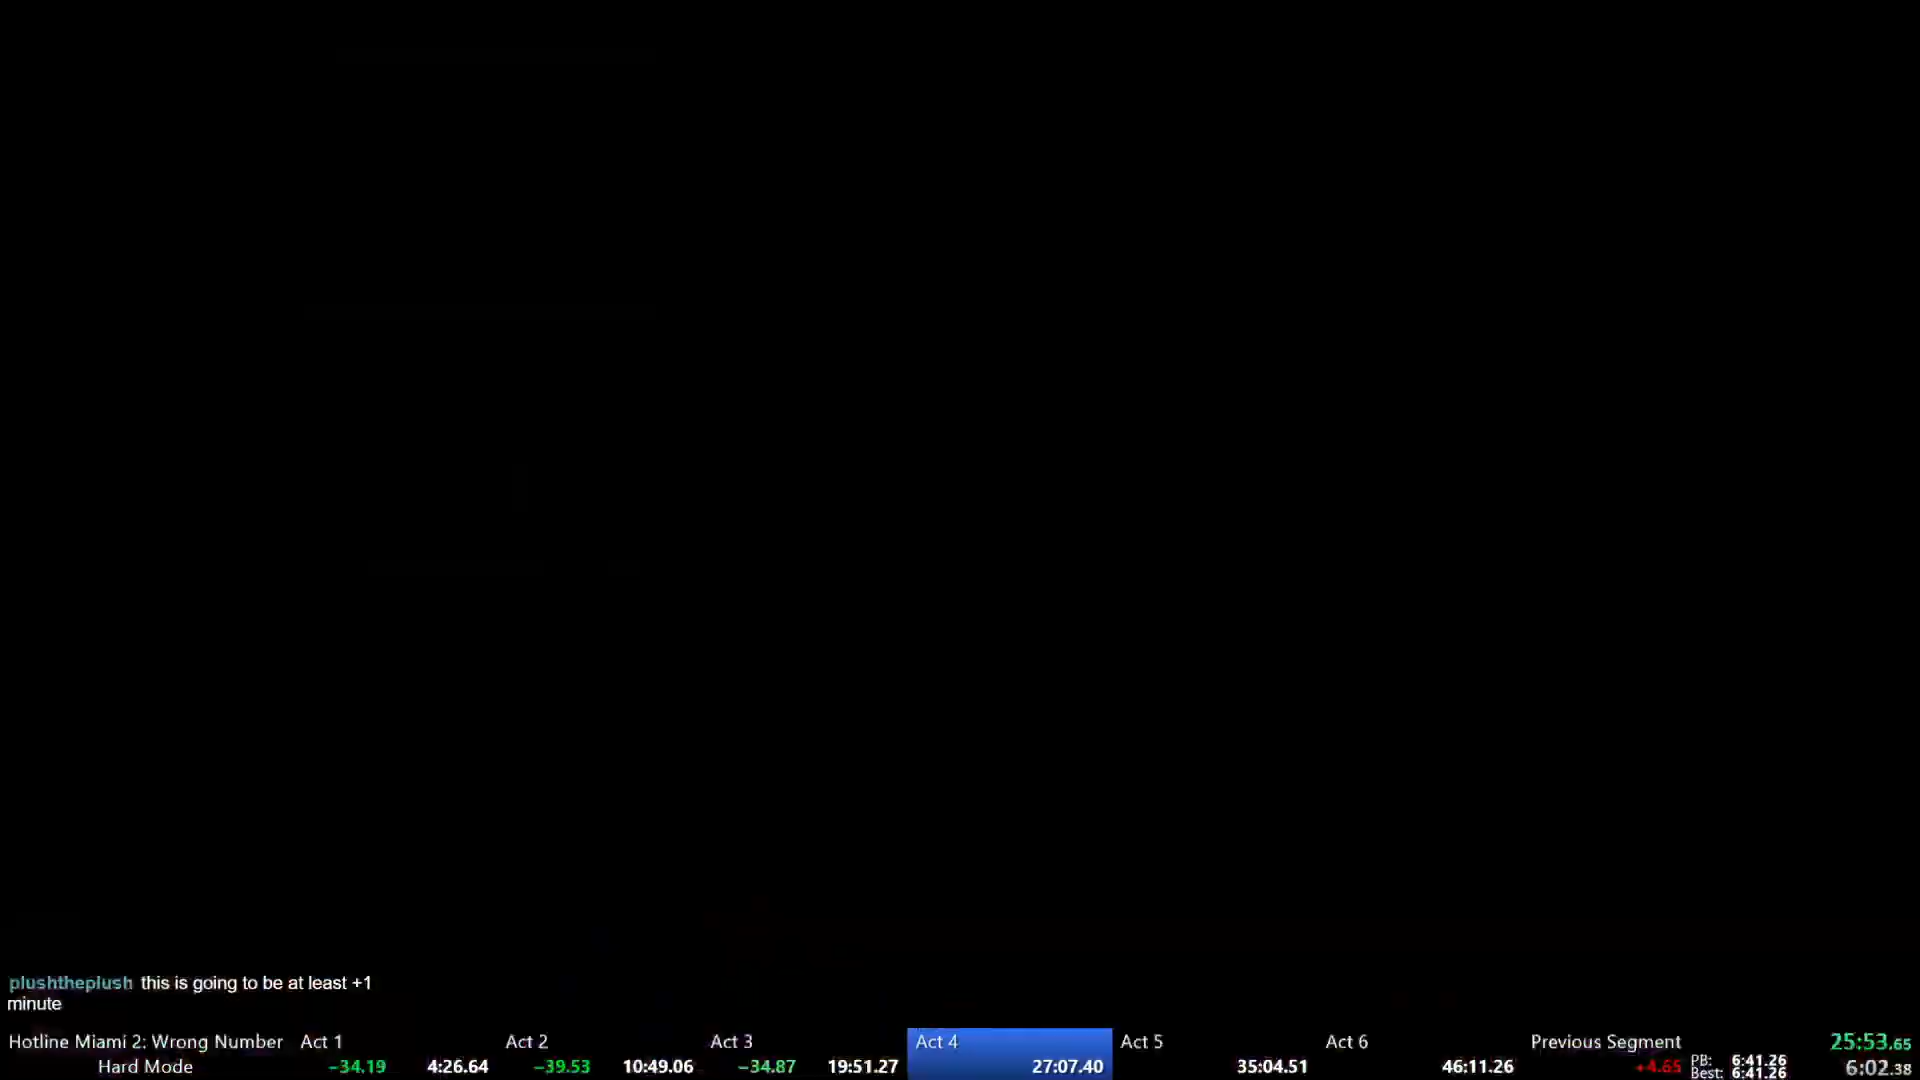 plushtheplush this is going to be at least +1
minute
Hotline Miami 2: Wrong Number Act 1 Act 2 Act 3 Act 4 Act 5 Act 6 Previous Segment 25:53.65
Hard Mode −34.19 4:26.64 −39.53 10:49.06 −34.87 19:51.27 27:07.40 35:04.51 46:11.26 +4.65 PB: 6:41.26 6:02.38
Best: 6:41.26